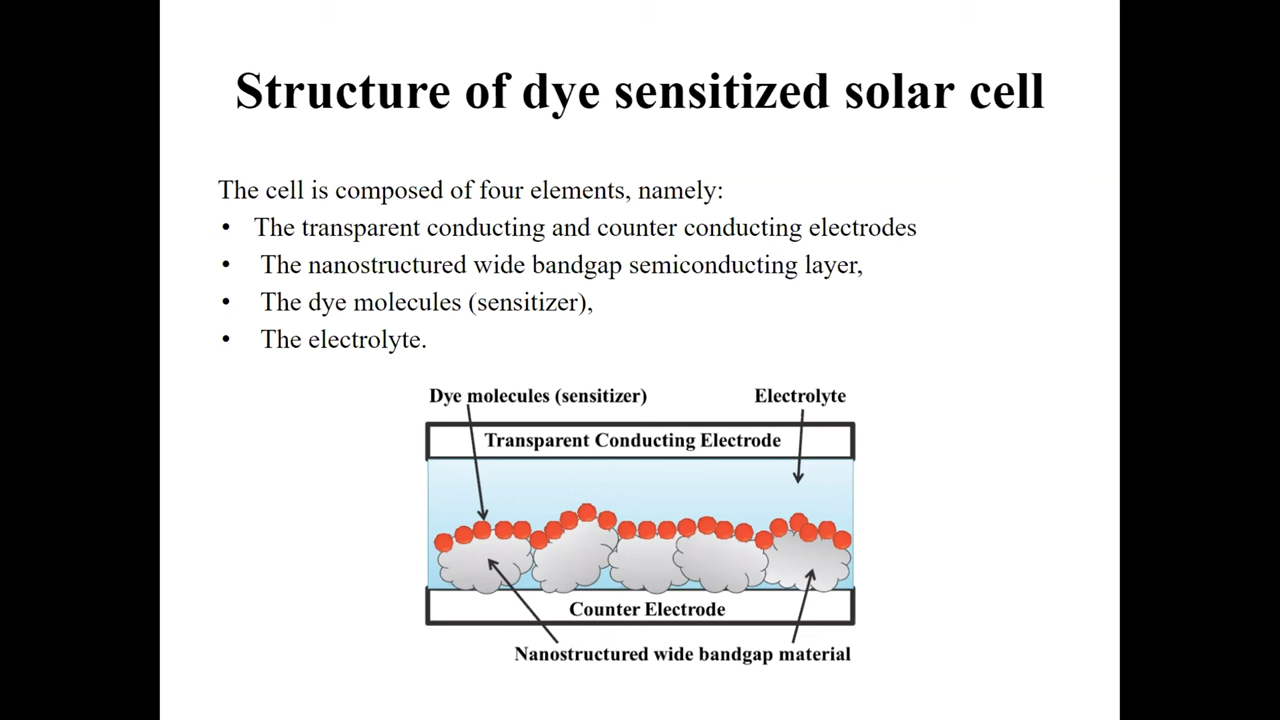 Structure of dye sensitized solar cell
The cell is composed of four elements, namely:
• The transparent conducting and counter conducting electrodes
• The nanostructured wide bandgap semiconducting layer,
• The dye molecules (sensitizer),
• The electrolyte.
Dye molecules (sensitizer)
Electrolyte
Transparent Conducting Electrode
Counter Electrode
Nanostructured wide bandgap material